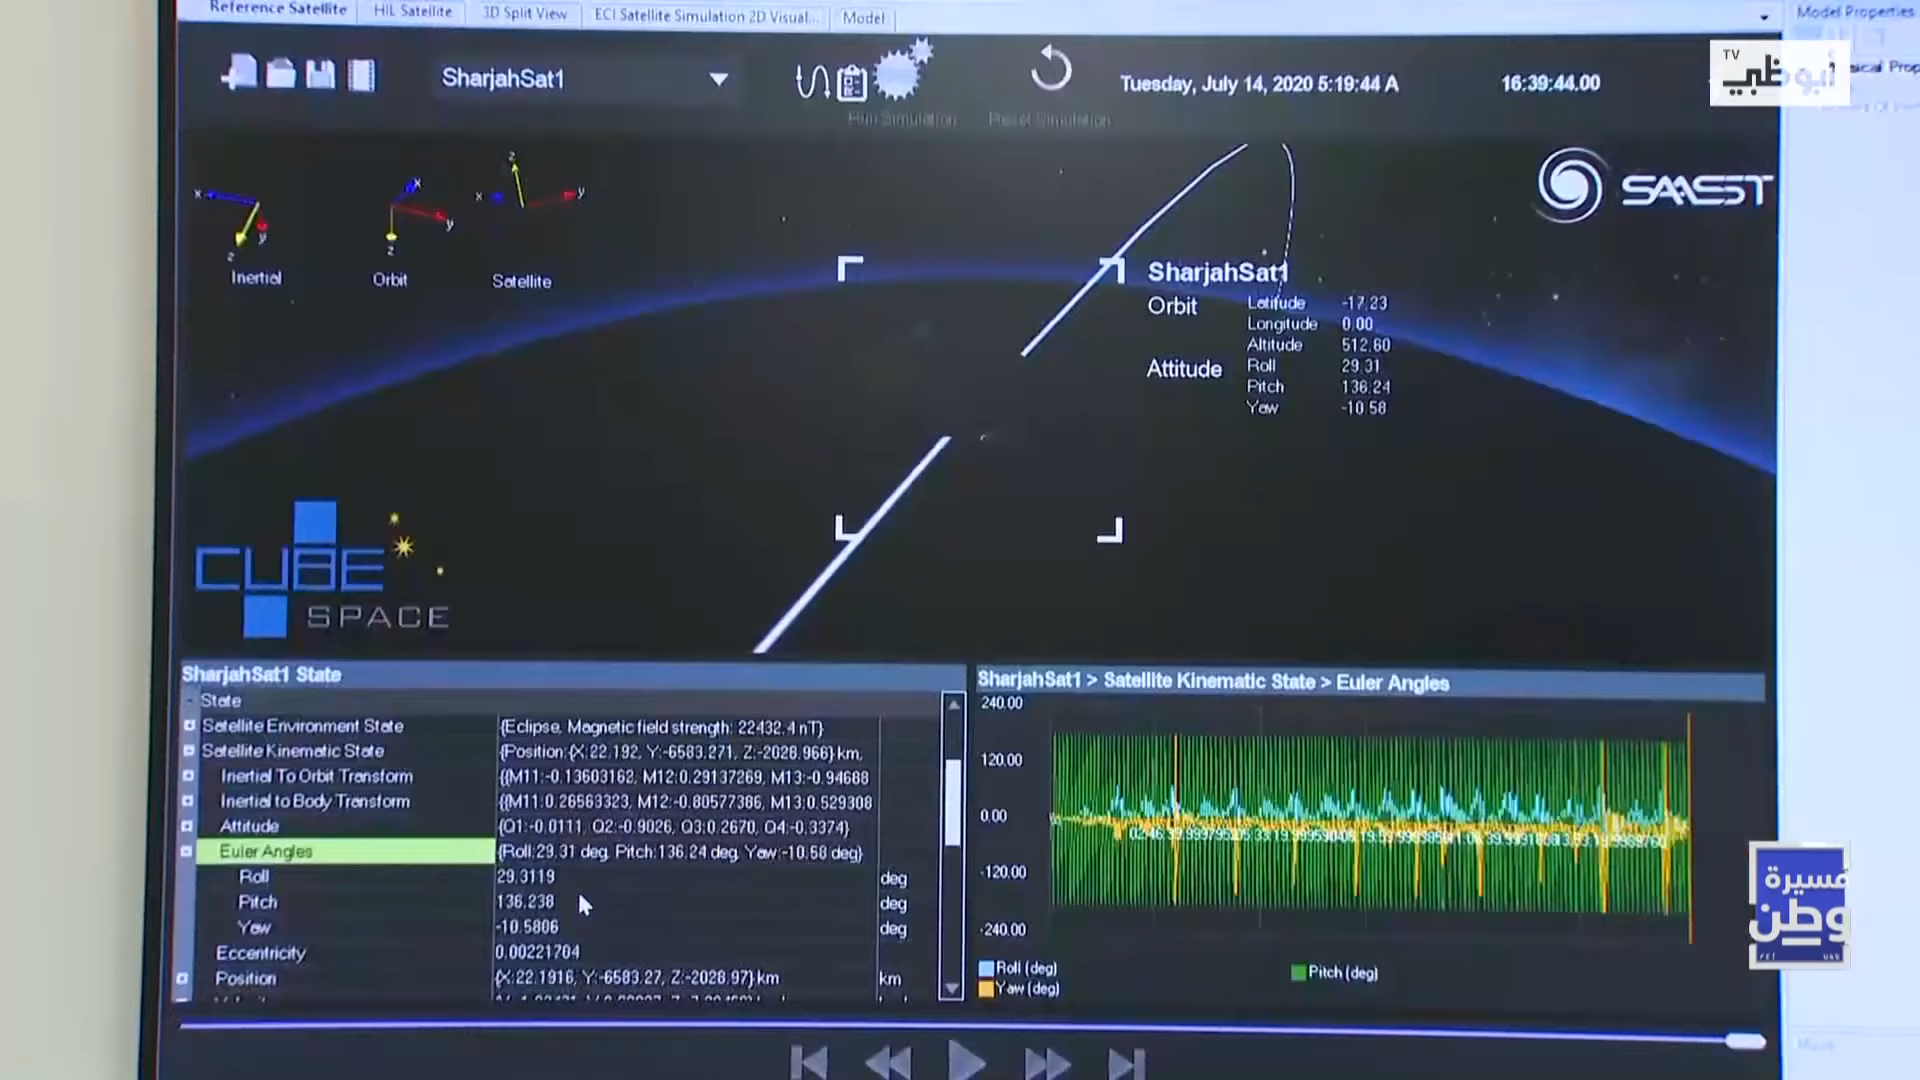 Reference Satellite
HIL Satellite
3D Split View
ECI Satellite Simulation 2D Visual...
Model
Model Properties
SharjahSat1
Run Simulation
Reset Simulation
Tuesday, July 14, 2020 5:19:44 A
16:39:44.00
TV
أبوظبي
x
y
z
Inertial
x
y
z
Orbit
z
x
y
Satellite
SAASST
SharjahSat1
Orbit
Latitude -17.23
Longitude 0.00
Altitude 512.60
Attitude
Roll 29.31
Pitch 136.24
Yaw -10.58
CUBE
SPACE
SharjahSat1 State
State
Satellite Environment State {Eclipse, Magnetic field strength: 22432.4 nT}
Satellite Kinematic State {Position:{X:22.192, Y:-6583.271, Z:-2028.966} km,
Inertial To Orbit Transform {{M11:-0.13603162, M12:0.29137269, M13:-0.94688
Inertial to Body Transform {{M11:0.26563323, M12:-0.80577386, M13:0.529308
Attitude {Q1:-0.0111, Q2:-0.9026, Q3:0.2670, Q4:-0.3374}
Euler Angles {Roll:29.31 deg, Pitch:136.24 deg, Yaw:-10.58 deg}
Roll 29.3119 deg
Pitch 136.238 deg
Yaw -10.5806 deg
Eccentricity 0.00221704
Position {X:22.1916, Y:-6583.27, Z:-2028.97} km km
SharjahSat1 > Satellite Kinematic State > Euler Angles
240.00
120.00
0.00
-120.00
-240.00
Roll (deg)
Pitch (deg)
Yaw (deg)
مسيرة
وطن